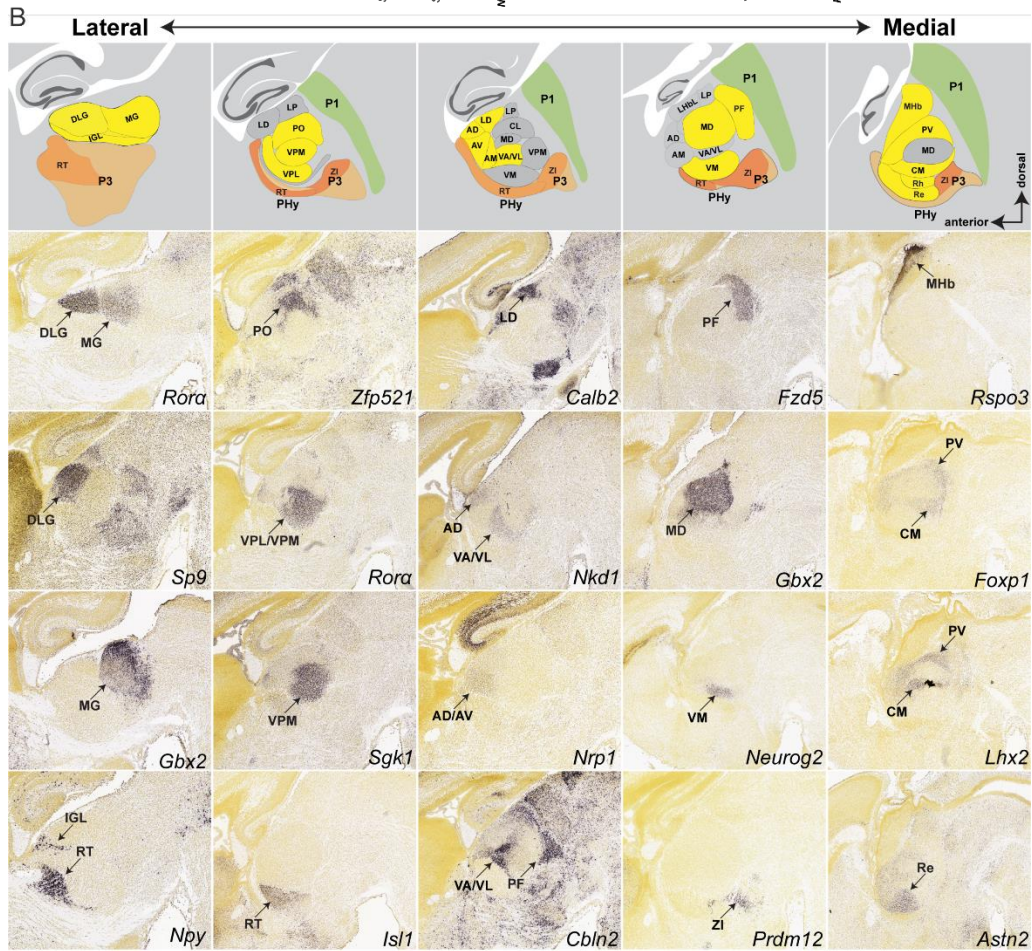 B
Lateral
Medial
DLG
MG
IGL
RT
P3
P1
LP
LD
PO
VPM
VPL
RT
ZI
P3
PHy
P1
LD
LP
AD
CL
MD
AV
AM
VA/VL
VPM
VM
RT
ZI
P3
PHy
P1
LHbL
LP
PF
MD
AD
AM
VA/VL
VM
RT
ZI
P3
PHy
P1
MHb
PV
MD
CM
Rh
Re
ZI
P3
PHy
dorsal
anterior
DLG
MG
Rorα
PO
Zfp521
LD
Calb2
PF
Fzd5
MHb
Rspo3
DLG
Sp9
VPL/VPM
Rorα
AD
VA/VL
Nkd1
MD
Gbx2
PV
CM
Foxp1
MG
Gbx2
VPM
Sgk1
AD/AV
Nrp1
VM
Neurog2
PV
CM
Lhx2
IGL
RT
Npy
RT
Isl1
VA/VL
PF
Cbln2
ZI
Prdm12
Re
Astn2